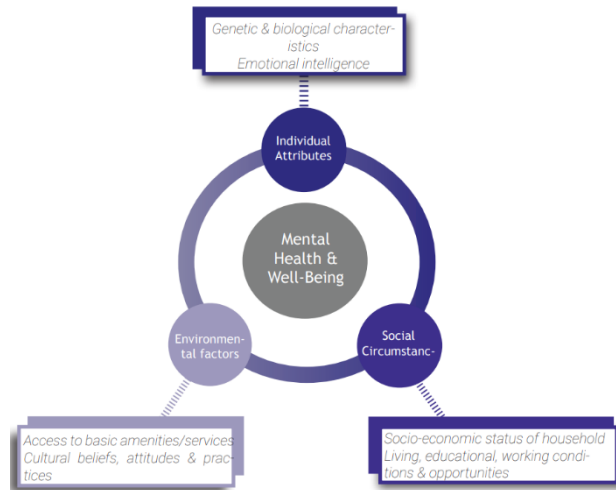 Genetic & biological character-
istics
Emotional intelligence
Individual
Attributes
Mental
Health &
Well-Being
Environmen-
tal factors
Social
Circumstanc-
Access to basic amenities/services
Cultural beliefs, attitudes & prac-
tices
Socio-economic status of household
Living, educational, working condi-
tions & opportunities